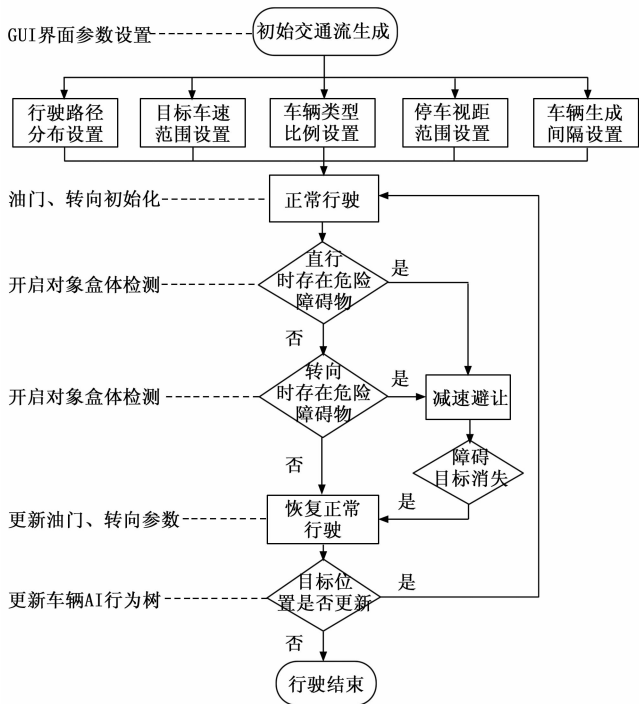 GUI界面参数设置
初始交通流生成
行驶路径
分布设置
目标车速
范围设置
车辆类型
比例设置
停车视距
范围设置
车辆生成
间隔设置
油门、转向初始化
正常行驶
开启对象盒体检测
直行
时存在危险
障碍物
是
否
开启对象盒体检测
转向
时存在危险
障碍物
是
减速避让
否
障碍
目标消失
是
更新油门、转向参数
恢复正常
行驶
更新车辆AI行为树
目标位
置是否更新
是
否
行驶结束